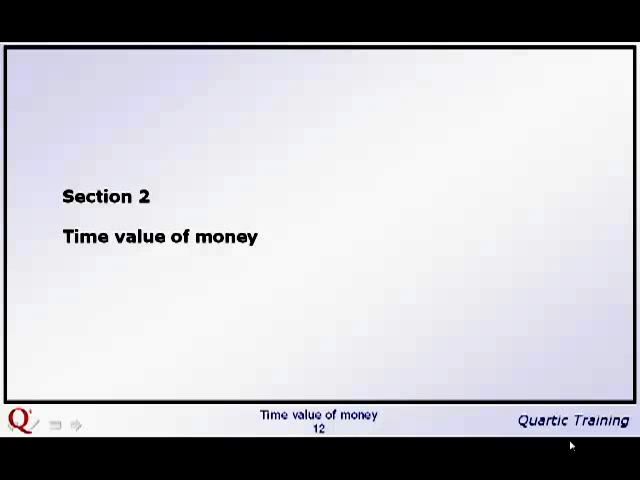 Section 2
Time value of money
Q
Time value of money
12
Quartic Training